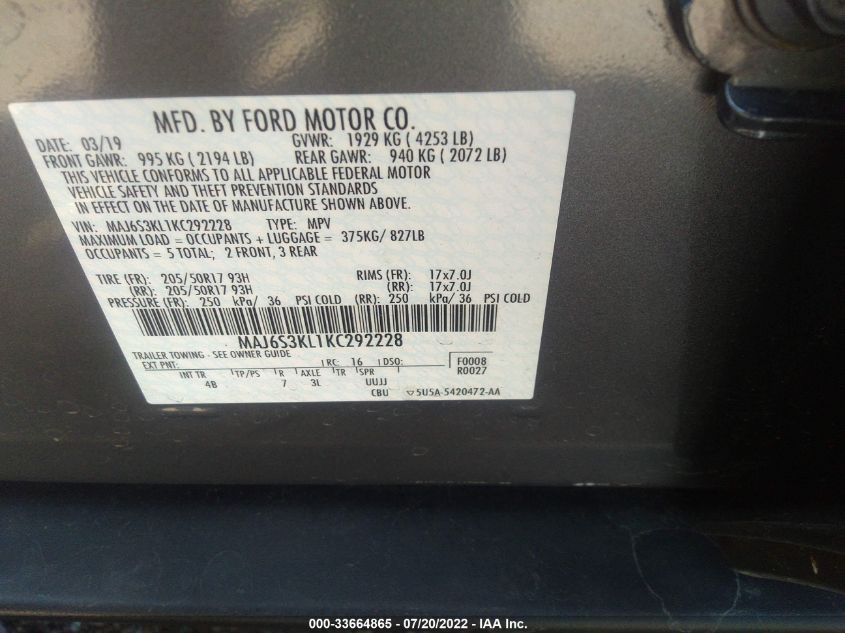 MFD. BY FORD MOTOR CO.
DATE: 03/19 GVWR: 1929 KG ( 4253 LB)
FRONT GAWR: 995 KG ( 2194 LB) REAR GAWR: 940 KG ( 2072 LB)
THIS VEHICLE CONFORMS TO ALL APPLICABLE FEDERAL MOTOR
VEHICLE SAFETY AND THEFT PREVENTION STANDARDS
IN EFFECT ON THE DATE OF MANUFACTURE SHOWN ABOVE.
VIN: MAJ6S3KL1KC292228 TYPE: MPV
MAXIMUM LOAD = OCCUPANTS + LUGGAGE = 375KG/ 827LB
OCCUPANTS = 5 TOTAL; 2 FRONT, 3 REAR
TIRE (FR): 205/50R17 93H RIMS (FR): 17x7.0J
(RR): 205/50R17 93H (RR): 17x7.0J
PRESSURE (FR): 250 kPa/ 36 PSI COLD (RR): 250 kPa/ 36 PSI COLD
MAJ6S3KL1KC292228
TRAILER TOWING - SEE OWNER GUIDE
EXT PNT: RC: 16 DSO: F0008
R0027
INT TR TP/PS R AXLE TR SPR
4B 7 3L UUJJ
CBU 5U5A-5420472-AA
000-33664865 - 07/20/2022 - IAA Inc.